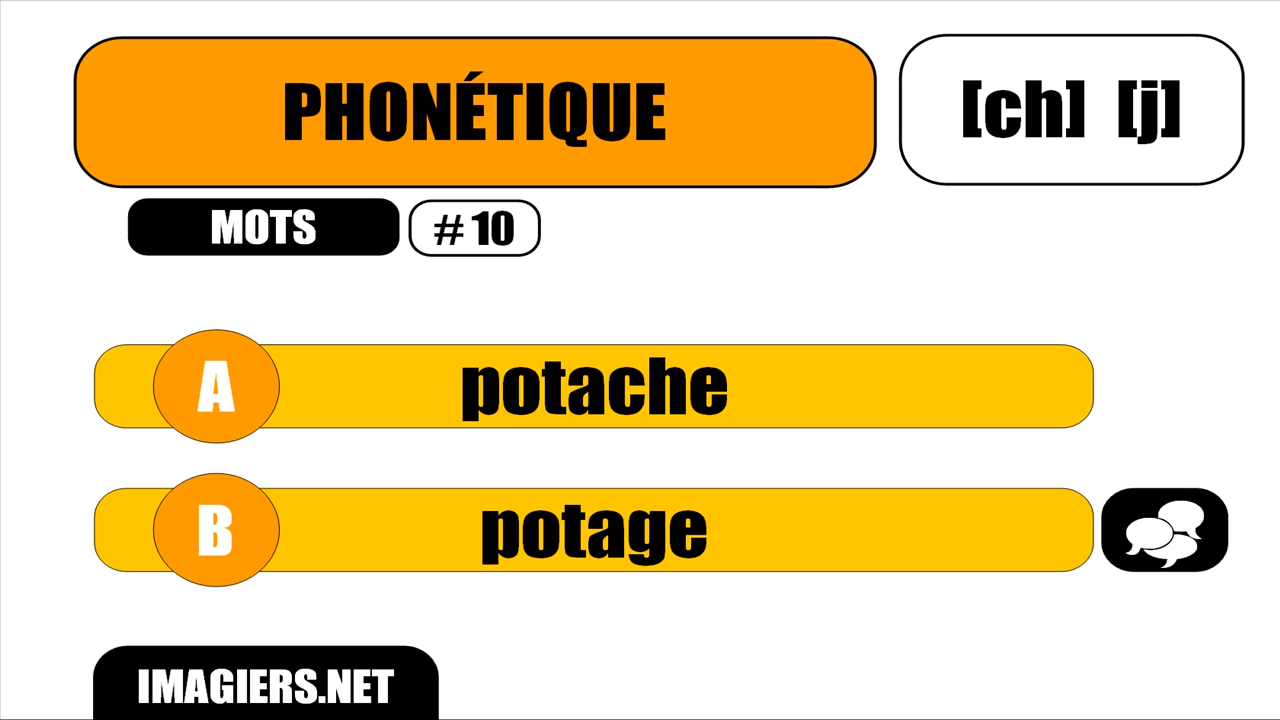 PHONÉTIQUE
[ch] [j]
MOTS
# 10
A
potache
B
potage
IMAGIERS.NET